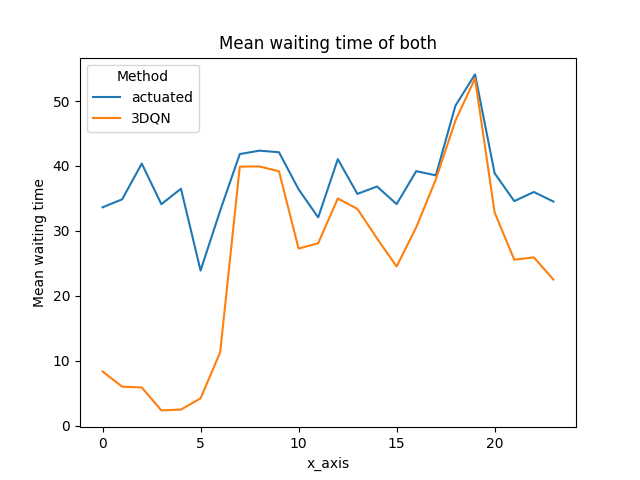 Mean waiting time of both
Method
actuated
3DQN
Mean waiting time
50
40
30
20
10
0
0 5 10 15 20
x_axis